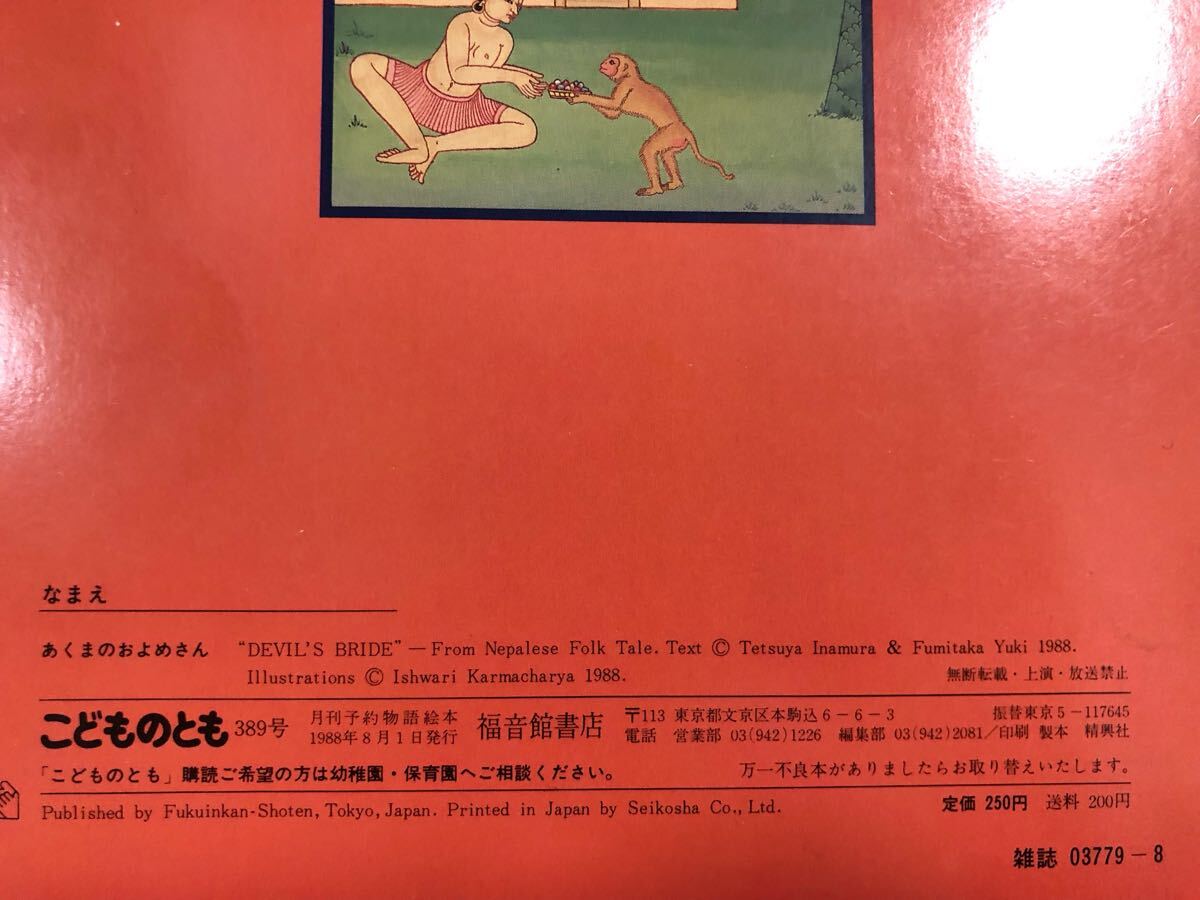 なまえ
あくまのおよめさん “DEVIL'S BRIDE”—From Nepalese Folk Tale. Text © Tetsuya Inamura & Fumitaka Yuki 1988.
Illustrations © Ishwari Karmacharya 1988. 無断転載・上演・放送禁止
こどものとも 389号 月刊予約物語絵本 福音館書店 〒113 東京都文京区本駒込6-6-3 振替東京5-117645
1988年8月1日発行 電話 営業部 03(942)1226 編集部 03(942)2081/印刷 製本 精興社
「こどものとも」購読ご希望の方は幼稚園・保育園へご相談ください。 万一不良本がありましたらお取り替えいたします。
Published by Fukuinkan-Shoten, Tokyo, Japan. Printed in Japan by Seikosha Co., Ltd. 定価 250円 送料 200円
雑誌 03779-8